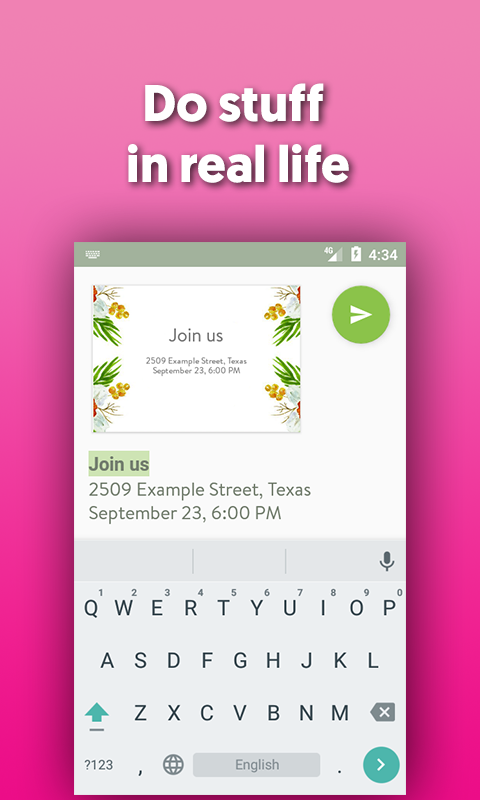 Do stuff
in real life
4G
4:34
Join us
2509 Example Street, Texas
September 23, 6:00 PM
Join us
2509 Example Street, Texas
September 23, 6:00 PM
1 2 3 4 5 6 7 8 9 0
Q W E R T Y U I O P
A S D F G H J K L
Z X C V B N M
?123 , English .